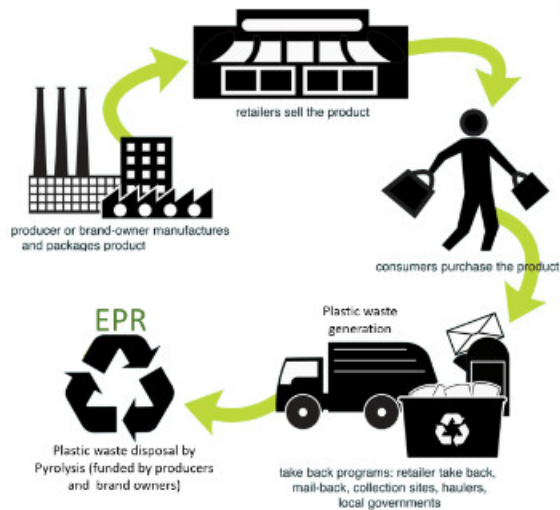 retailers sell the product
producer or brand-owner manufactures
and packages product
consumers purchase the product
Plastic waste
generation
EPR
Plastic waste disposal by
Pyrolysis (funded by producers
and brand owners)
take back programs: retailer take back,
mail-back, collection sites, haulers,
local governments